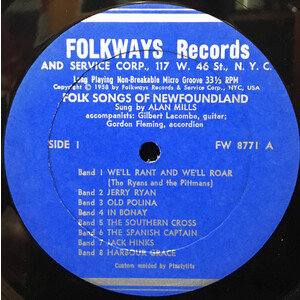 FOLKWAYS Records
AND SERVICE CORP., 117 W. 46 St., N. Y. C.
Long Playing Non-Breakable Micro Groove 33⅓ RPM
Copyright © 1958 by Folkways Records & Service Corp., NYC, USA
FOLK SONGS OF NEWFOUNDLAND
Sung by ALAN MILLS
accompanists: Gilbert Lacombe, guitar;
Gordon Fleming, accordion
SIDE 1
FW 8771 A
Band 1 WE'LL RANT AND WE'LL ROAR
(The Ryans and the Pittmans)
Band 2 JERRY RYAN
Band 3 OLD POLINA
Band 4 IN BONAY
Band 5 THE SOUTHERN CROSS
Band 6 THE SPANISH CAPTAIN
Band 7 JACK HINKS
Band 8 HARBOUR GRACE
Custom molded by Plastylite